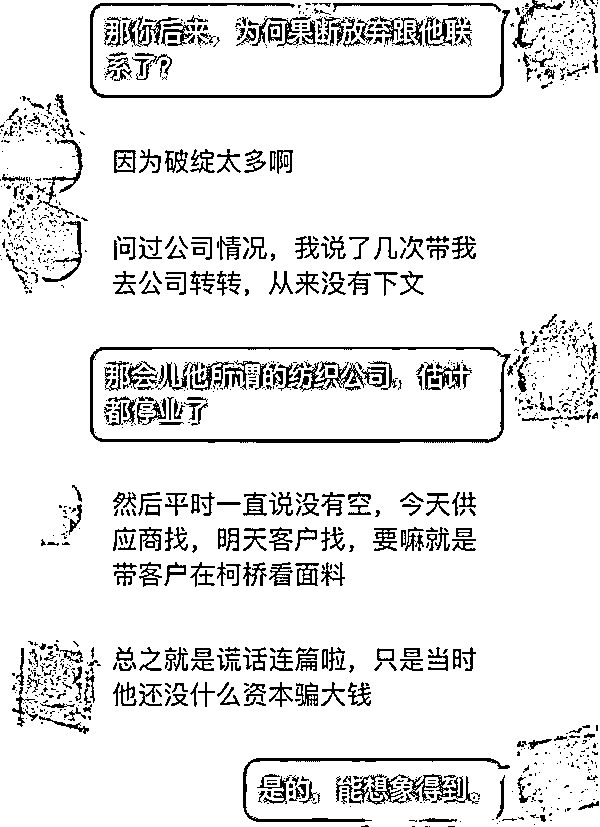 那你后来，为何果断放弃跟他联
系了？
因为破绽太多啊
问过公司情况，我说了几次带我
去公司转转，从来没有下文
那会儿他所谓的纺织公司，估计
都停业了
然后平时一直说没有空，今天供
应商找，明天客户找，要嘛就是
带客户在柯桥看面料
总之就是谎话连篇啦，只是当时
他还没什么资本骗大钱
是的，能想象得到。